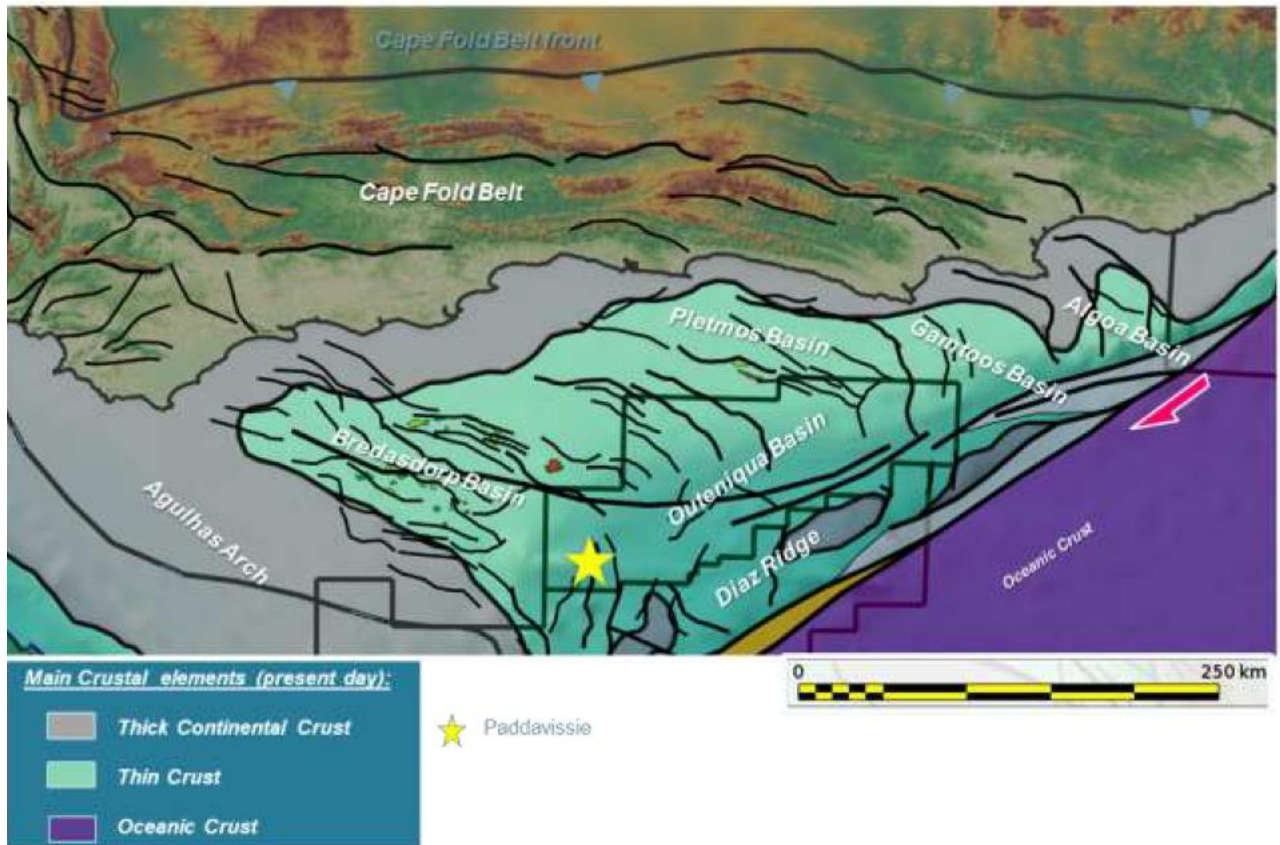 Cape Fold Belt front
Cape Fold Belt
Pletmos Basin
Gamtoos Basin
Algoa Basin
Bredasdorp Basin
Outeniqua Basin
Agulhas Arch
Diaz Ridge
Oceanic Crust
0 250 km
Main Crustal elements (present day):
Thick Continental Crust
Thin Crust
Oceanic Crust
Paddavissie